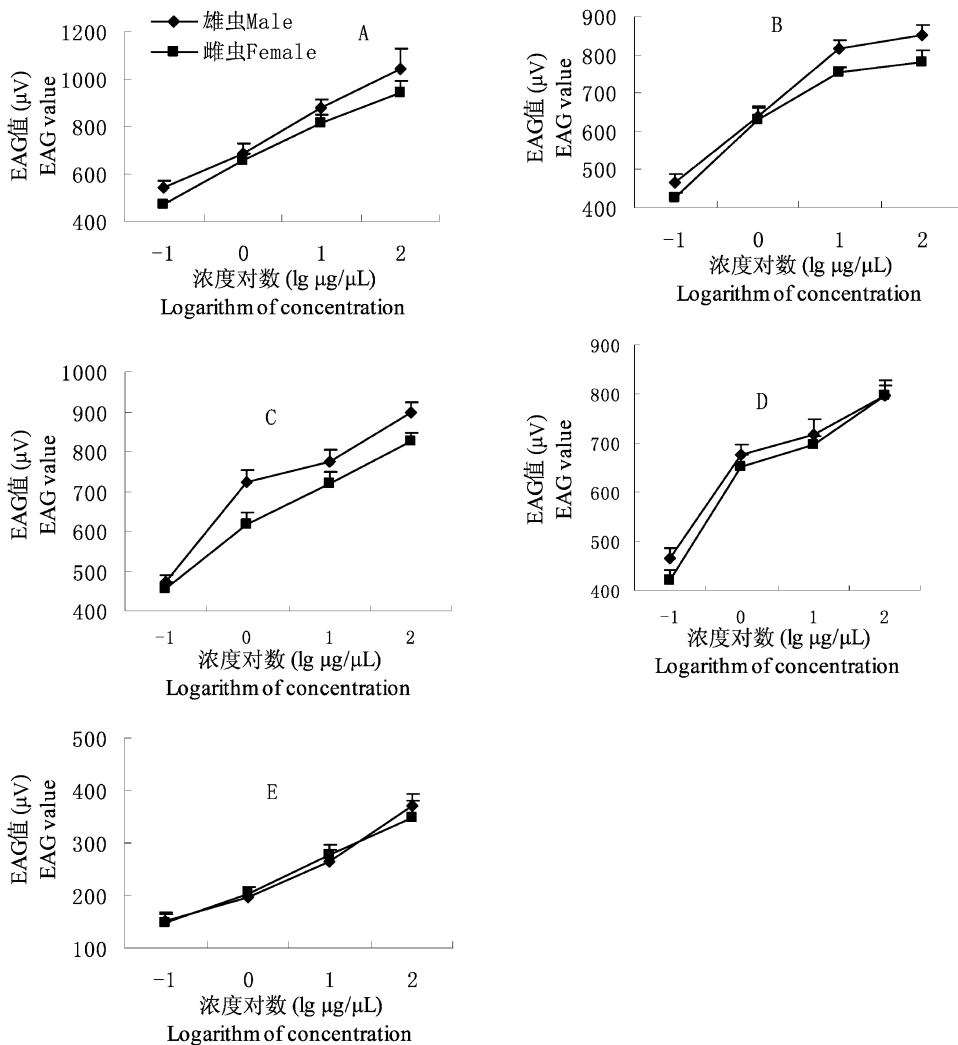 雄虫Male
雌虫Female
A
EAG值 (μV)
EAG value
1200
1000
800
600
400
-1 0 1 2
浓度对数 (lg μg/μL)
Logarithm of concentration
B
EAG值 (μV)
EAG value
900
800
700
600
500
400
-1 0 1 2
浓度对数 (lg μg/μL)
Logarithm of concentration
C
EAG值 (μV)
EAG value
1000
900
800
700
600
500
400
-1 0 1 2
浓度对数 (lg μg/μL)
Logarithm of concentration
D
EAG值 (μV)
EAG value
900
800
700
600
500
400
-1 0 1 2
浓度对数 (lg μg/μL)
Logarithm of concentration
E
EAG值 (μV)
EAG value
500
400
300
200
100
-1 0 1 2
浓度对数 (lg μg/μL)
Logarithm of concentration